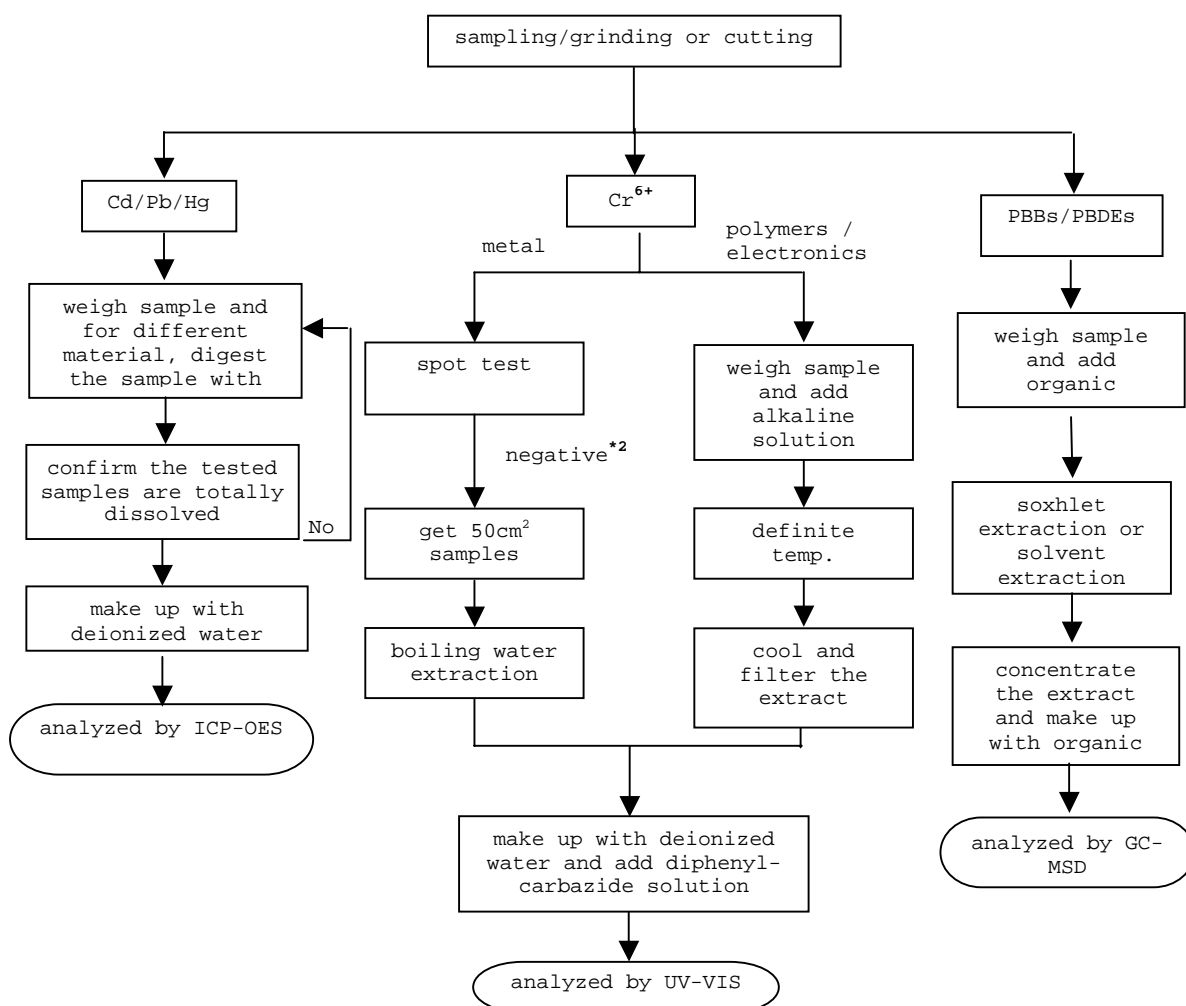 sampling/grinding or cutting
Cd/Pb/Hg
weigh sample and
for different
material, digest
the sample with
confirm the tested
samples are totally
dissolved
No
make up with
deionized water
analyzed by ICP-OES
Cr6+
metal
spot test
negative*2
get 50cm2
samples
boiling water
extraction
polymers /
electronics
weigh sample
and add
alkaline
solution
definite
temp.
cool and
filter the
extract
make up with deionized
water and add diphenyl-
carbazide solution
analyzed by UV-VIS
PBBs/PBDEs
weigh sample
and add
organic
soxhlet
extraction or
solvent
extraction
concentrate
the extract
and make up
with organic
analyzed by GC-
MSD